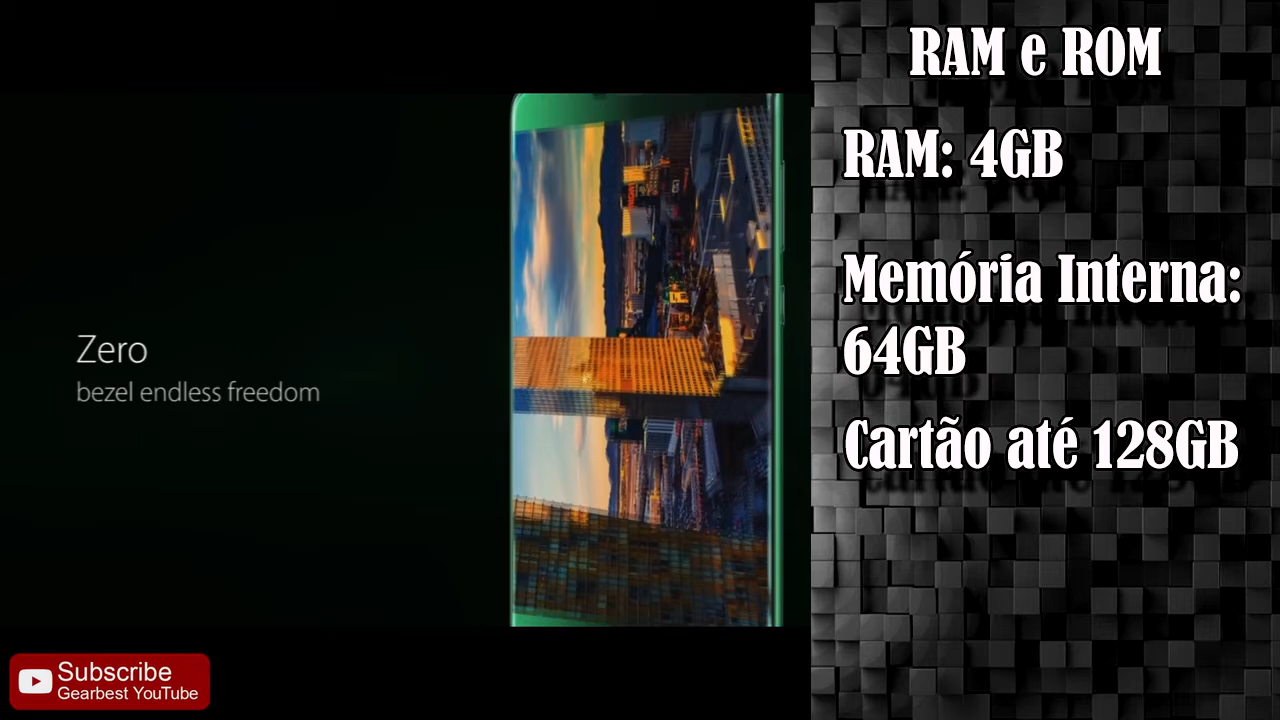 RAM e ROM
RAM: 4GB
Memória Interna:
64GB
Cartão até 128GB
Zero
bezel endless freedom
Subscribe
Gearbest YouTube